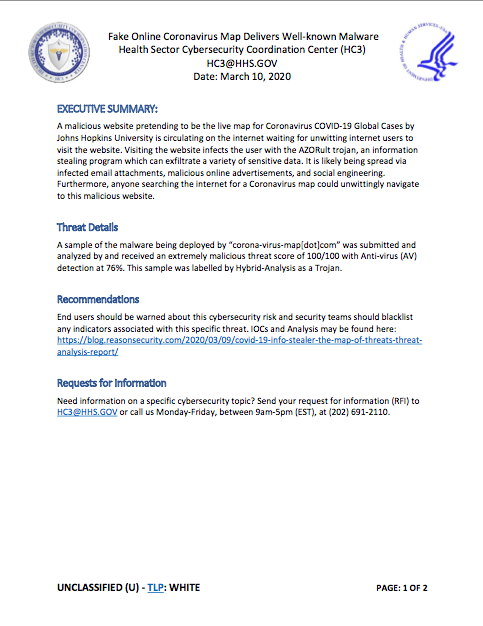 Fake Online Coronavirus Map Delivers Well-known Malware
Health Sector Cybersecurity Coordination Center (HC3)
HC3@HHS.GOV
Date: March 10, 2020
EXECUTIVE SUMMARY:
A malicious website pretending to be the live map for Coronavirus COVID-19 Global Cases by
Johns Hopkins University is circulating on the internet waiting for unwitting internet users to
visit the website. Visiting the website infects the user with the AZORult trojan, an information
stealing program which can exfiltrate a variety of sensitive data. It is likely being spread via
infected email attachments, malicious online advertisements, and social engineering.
Furthermore, anyone searching the internet for a Coronavirus map could unwittingly navigate
to this malicious website.
Threat Details
A sample of the malware being deployed by “corona-virus-map[dot]com” was submitted and
analyzed by and received an extremely malicious threat score of 100/100 with Anti-virus (AV)
detection at 76%. This sample was labelled by Hybrid-Analysis as a Trojan.
Recommendations
End users should be warned about this cybersecurity risk and security teams should blacklist
any indicators associated with this specific threat. IOCs and Analysis may be found here:
https://blog.reasonsecurity.com/2020/03/09/covid-19-info-stealer-the-map-of-threats-threat-
analysis-report/
Requests for Information
Need information on a specific cybersecurity topic? Send your request for information (RFI) to
HC3@HHS.GOV or call us Monday-Friday, between 9am-5pm (EST), at (202) 691-2110.
UNCLASSIFIED (U) - TLP: WHITE
PAGE: 1 OF 2